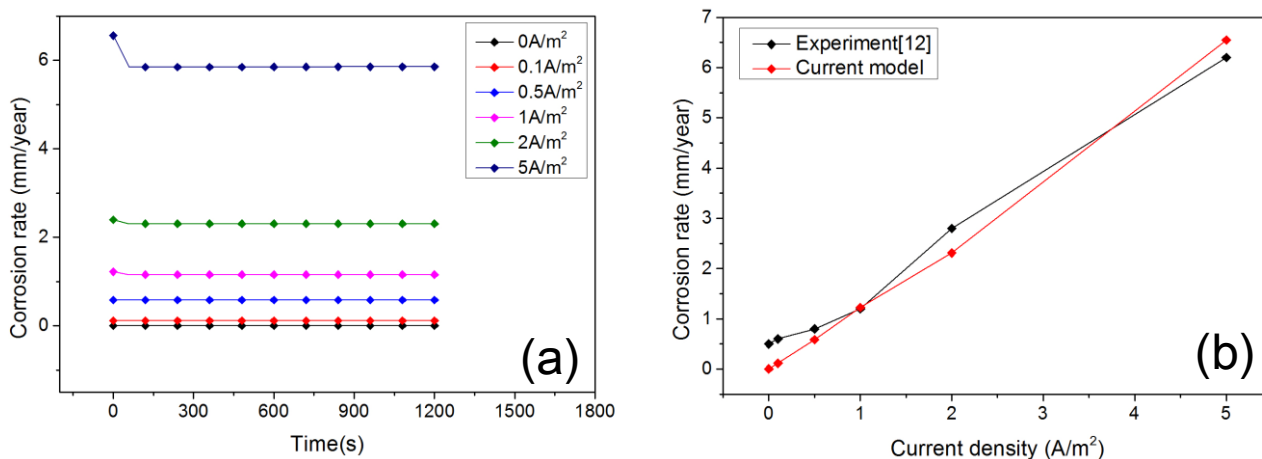 Corrosion rate (mm/year)
6
4
2
0
0 300 600 900 1200 1500 1800
Time(s)
0A/m²
0.1A/m²
0.5A/m²
1A/m²
2A/m²
5A/m²
(a)
Corrosion rate (mm/year)
7
6
5
4
3
2
1
0
0 1 2 3 4 5
Current density (A/m²)
Experiment[12]
Current model
(b)